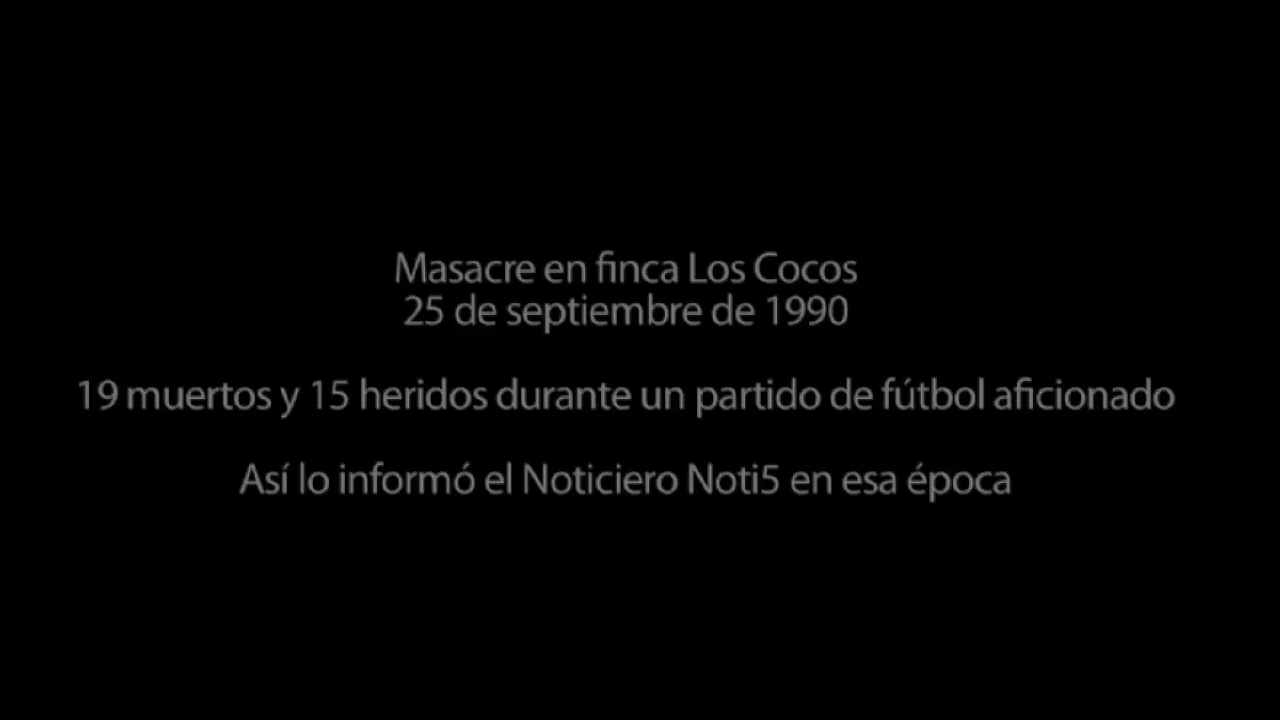 Masacre en finca Los Cocos
25 de septiembre de 1990
19 muertos y 15 heridos durante un partido de fútbol aficionado
Así lo informó el Noticiero Noti5 en esa época